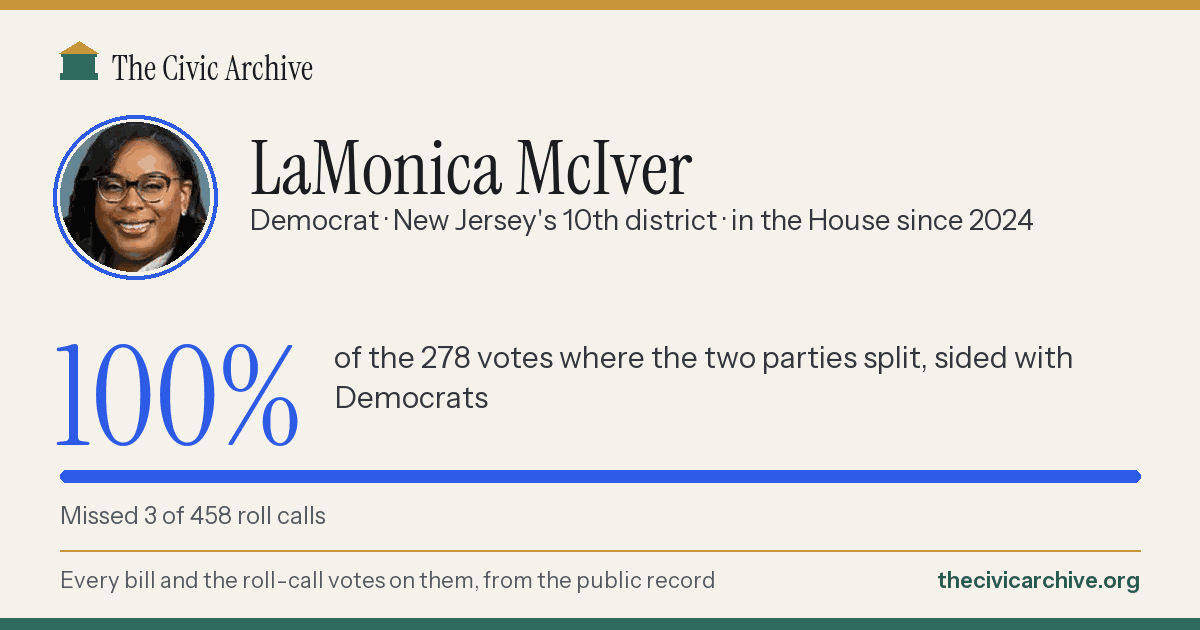 The Civic Archive
LaMonica McIver
Democrat · New Jersey's 10th district · in the House since 2024
100%
of the 278 votes where the two parties split, sided with
Democrats
Missed 3 of 458 roll calls
Every bill and the roll-call votes on them, from the public record
thecivicarchive.org